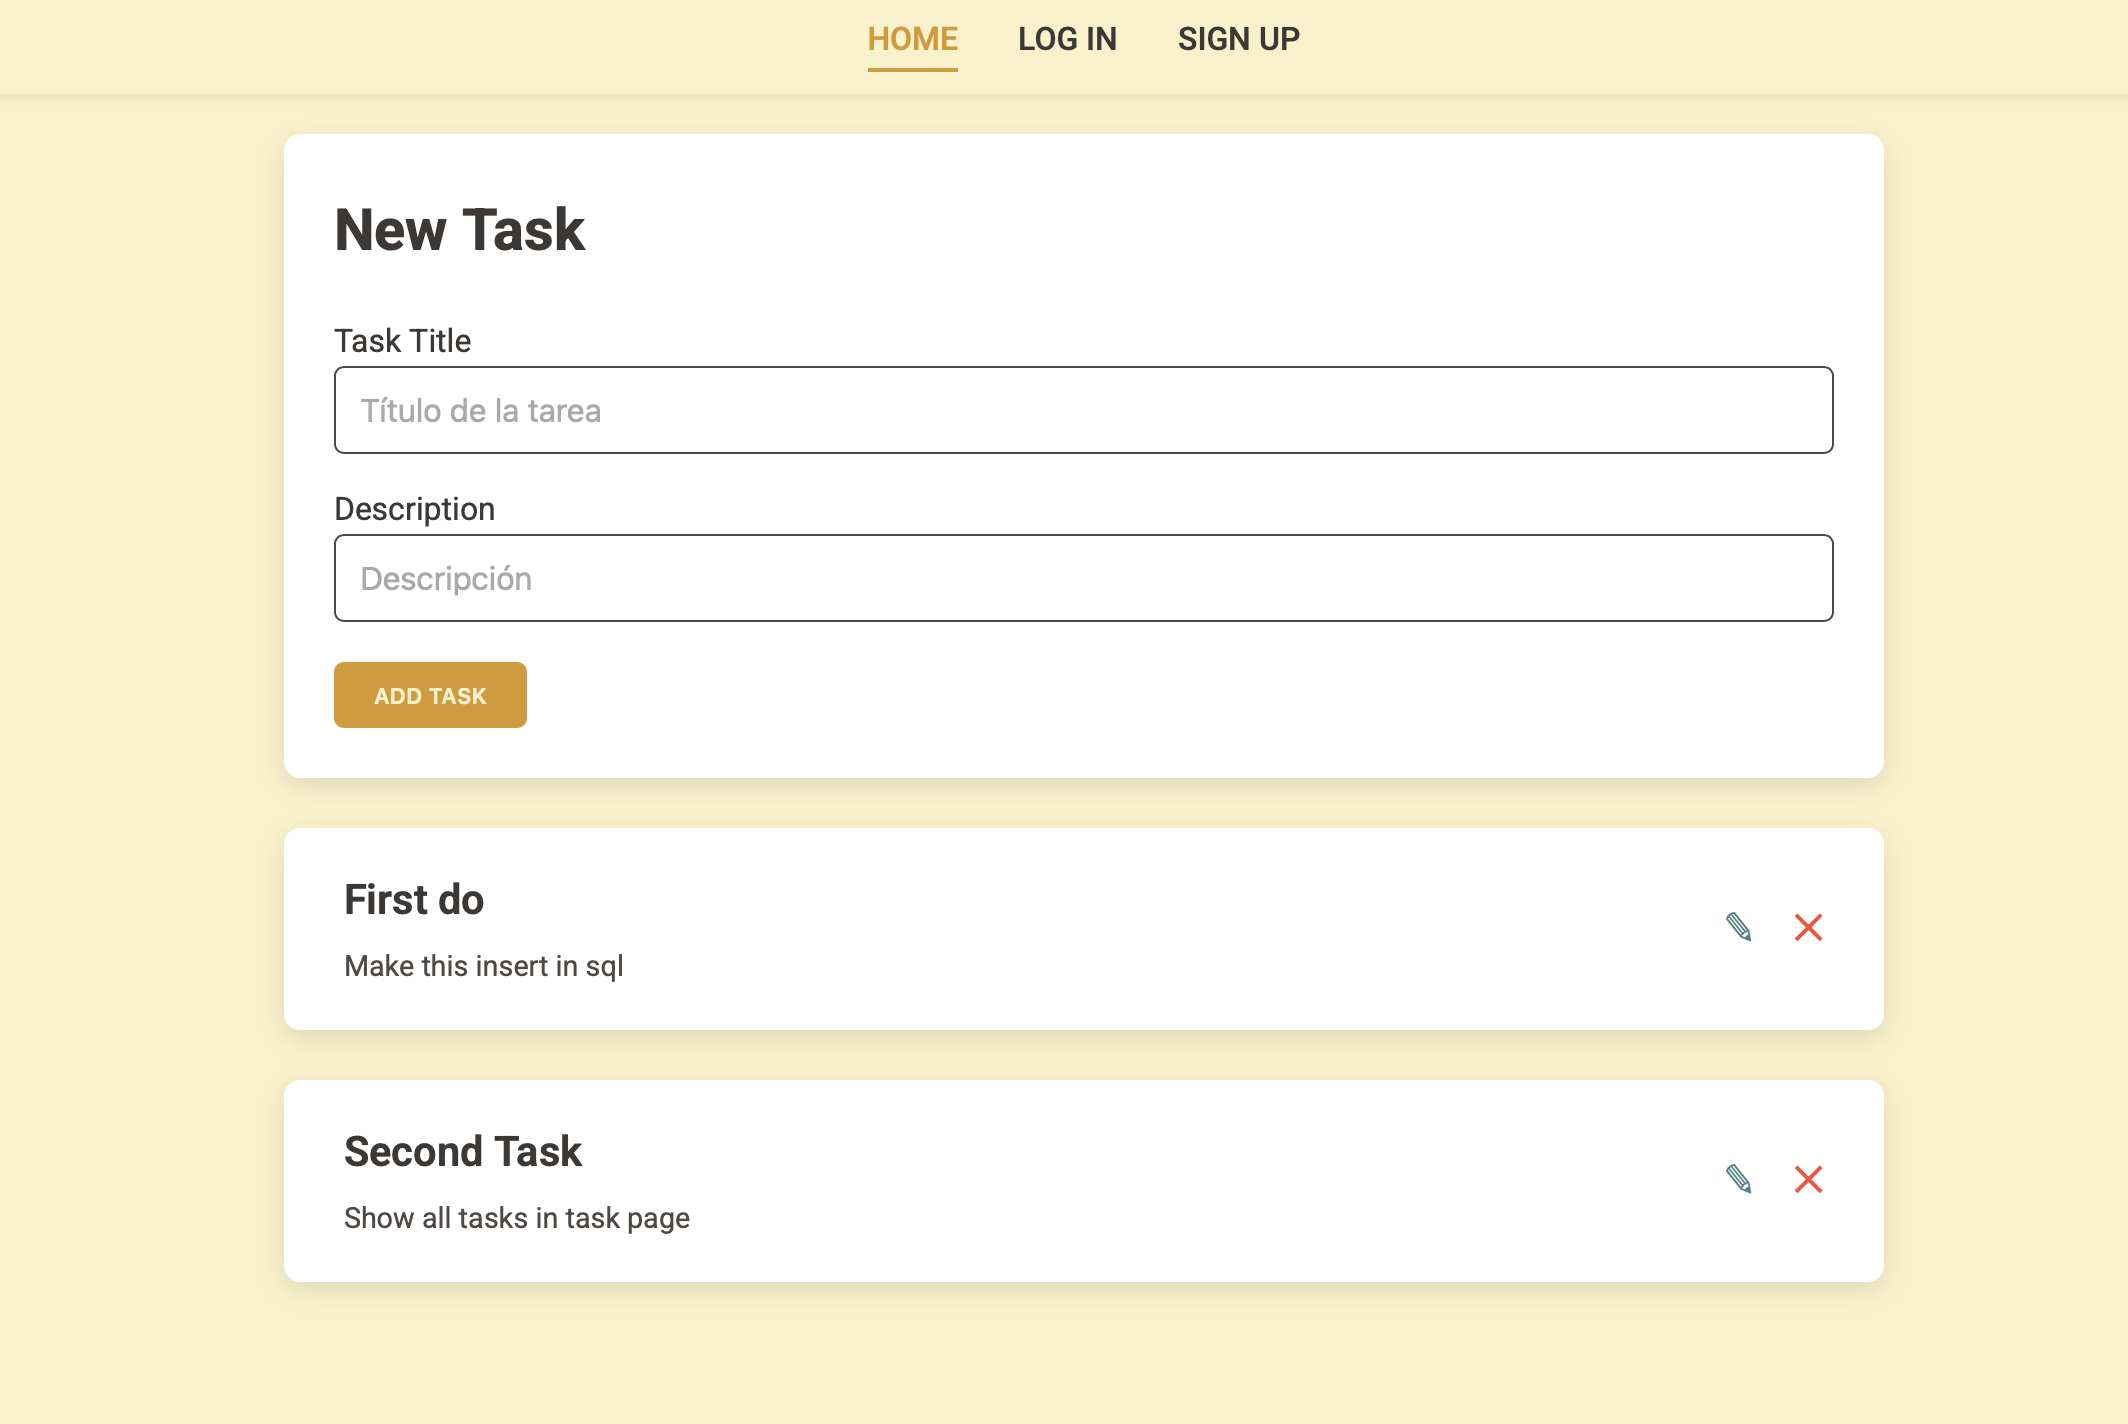 HOME LOG IN SIGN UP
New Task
Task Title
Título de la tarea
Description
Descripción
ADD TASK
First do
Make this insert in sql
Second Task
Show all tasks in task page